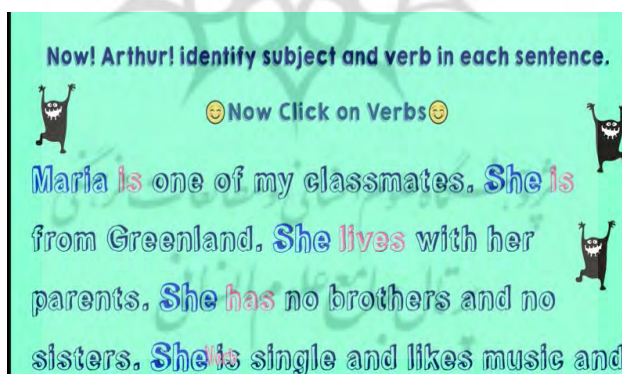 Now! Arthur! identify subject and verb in each sentence.
Now Click on Verbs
Maria is one of my classmates. She is
from Greenland. She lives with her
parents. She has no brothers and no
sisters. She is single and likes music and
Verb